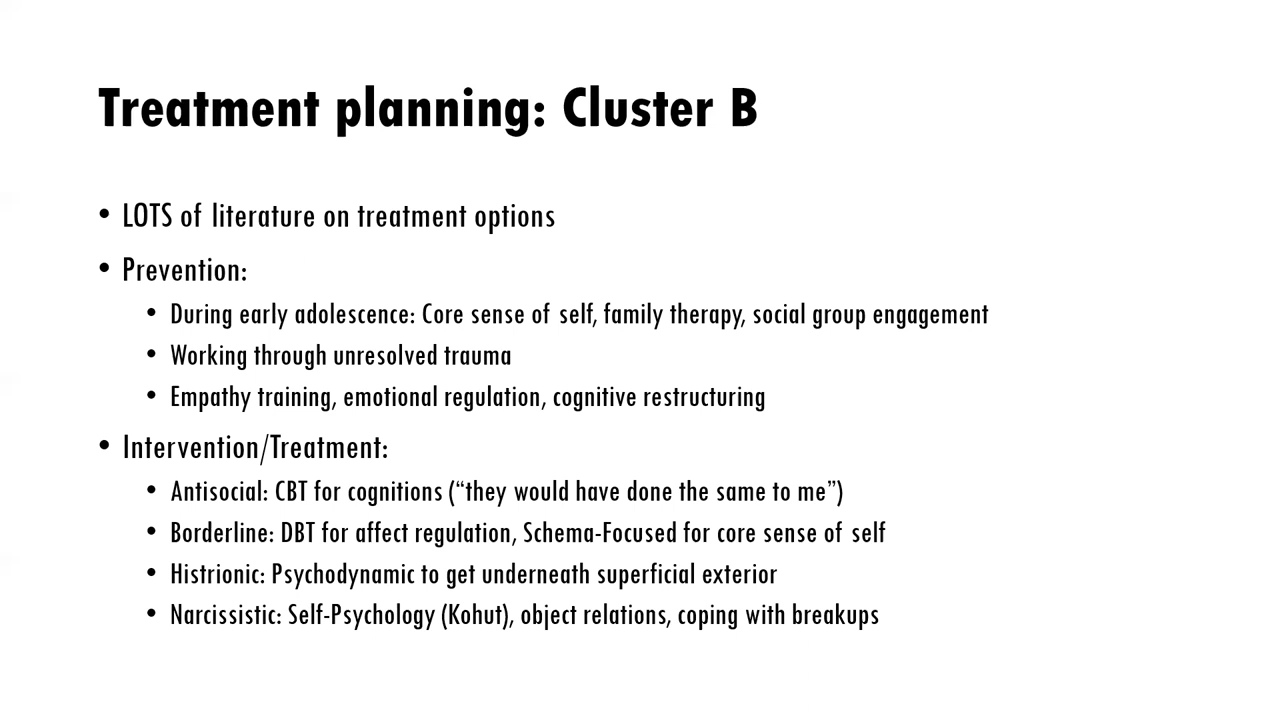 Treatment planning: Cluster B
• LOTS of literature on treatment options
• Prevention:
• During early adolescence: Core sense of self, family therapy, social group engagement
• Working through unresolved trauma
• Empathy training, emotional regulation, cognitive restructuring
• Intervention/Treatment:
• Antisocial: CBT for cognitions (“they would have done the same to me”)
• Borderline: DBT for affect regulation, Schema-Focused for core sense of self
• Histrionic: Psychodynamic to get underneath superficial exterior
• Narcissistic: Self-Psychology (Kohut), object relations, coping with breakups